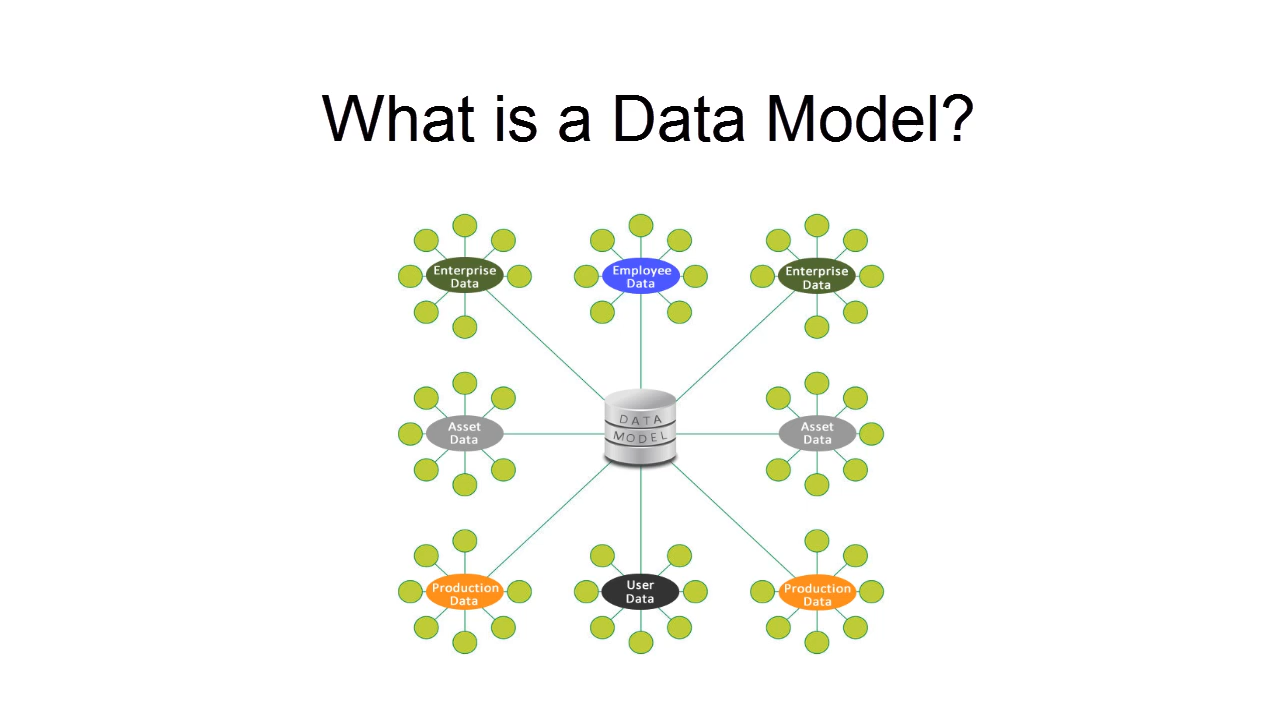 What is a Data Model?
Enterprise
Data
Employee
Data
Enterprise
Data
Asset
Data
DATA
MODEL
Asset
Data
Production
Data
User
Data
Production
Data